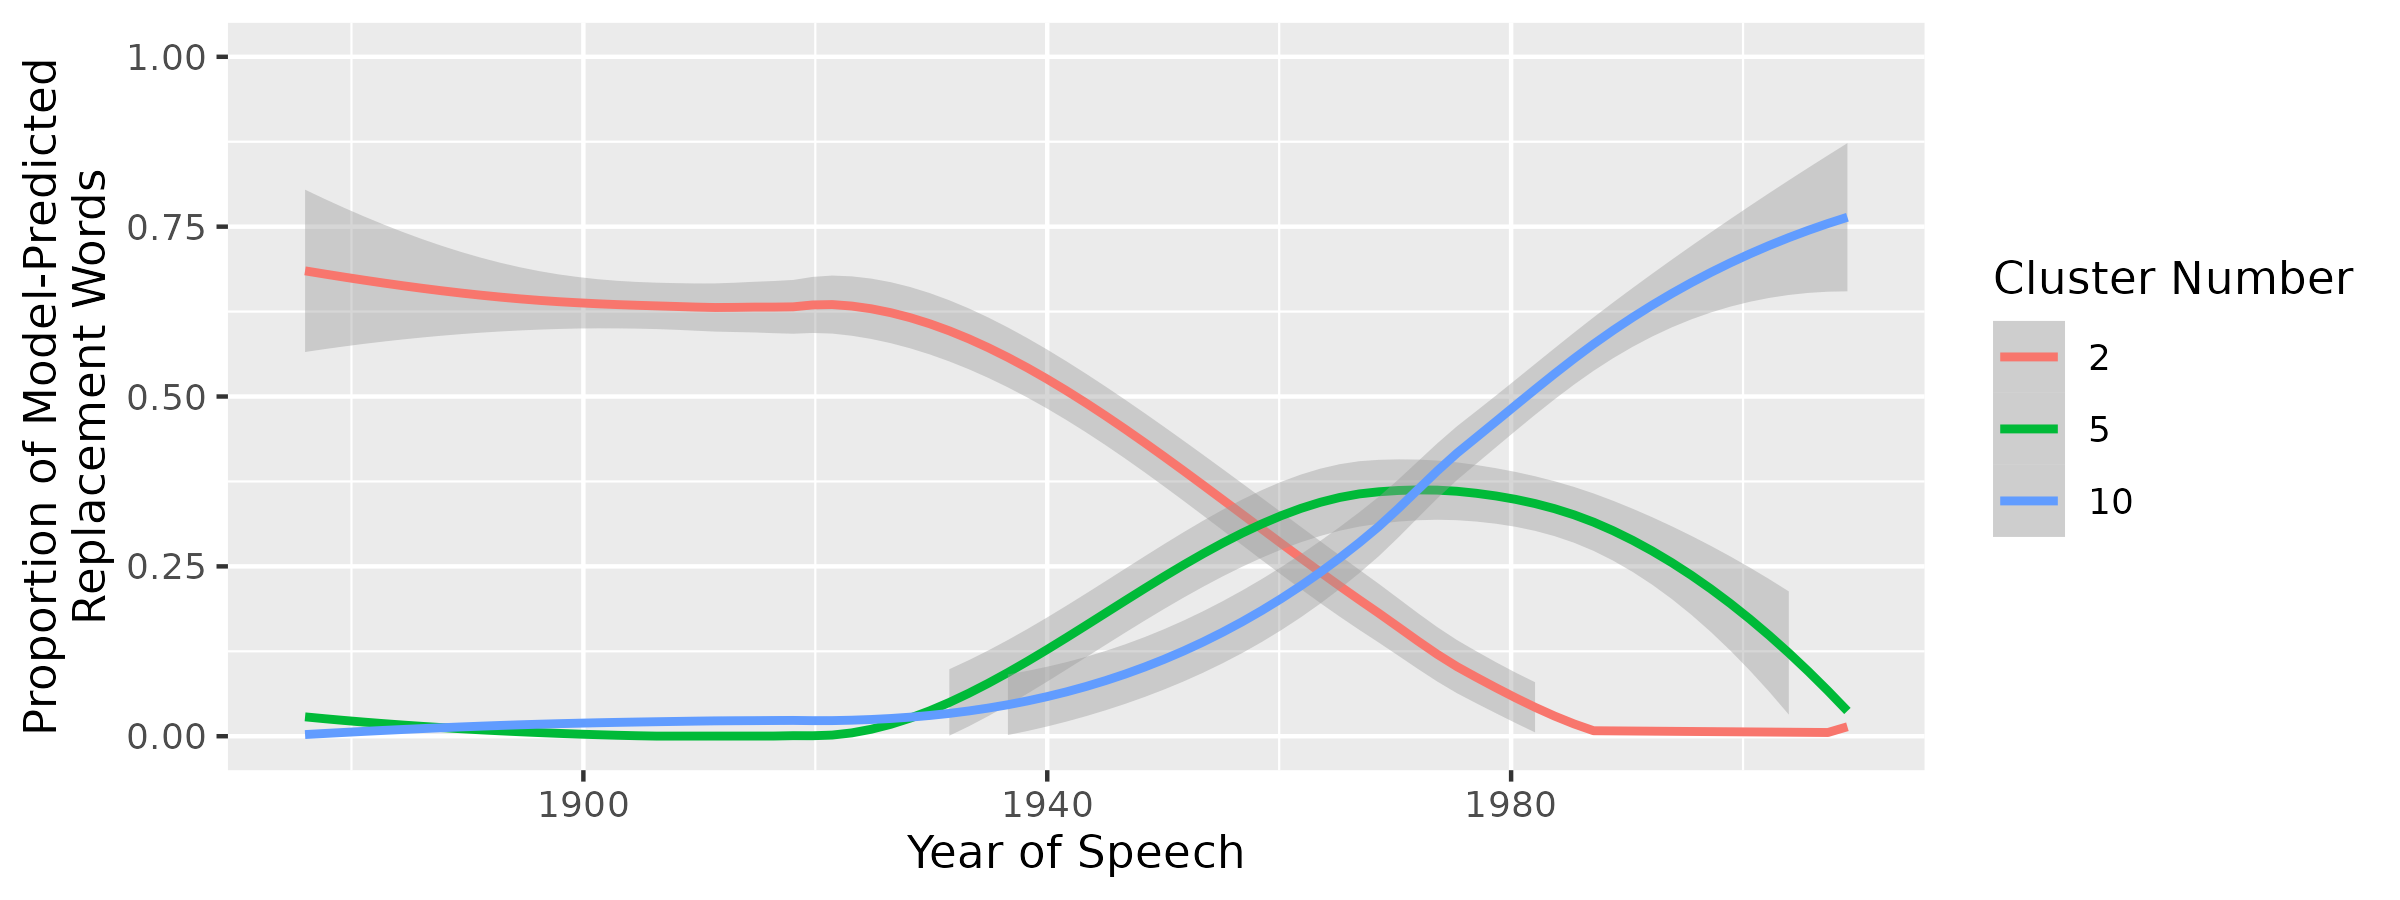 Proportion of Model-Predicted
Replacement Words
1.00
0.75
0.50
0.25
0.00
1900
1940
1980
Year of Speech
Cluster Number
2
5
10